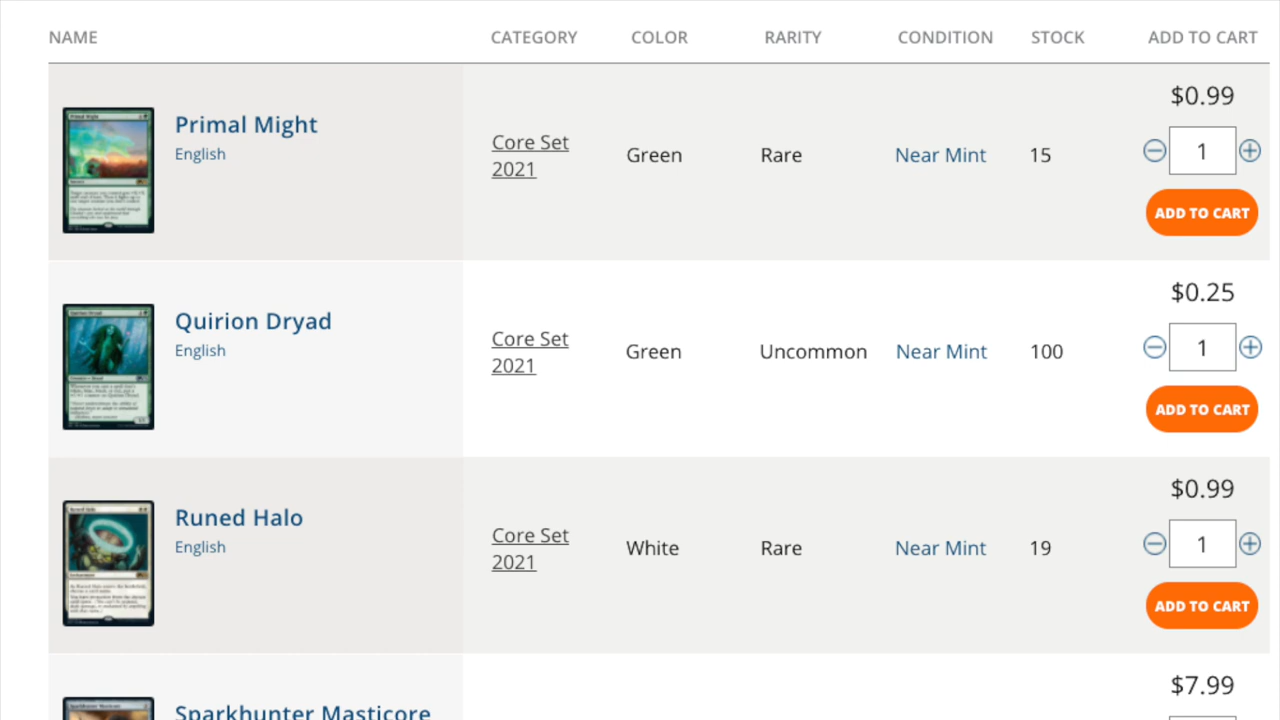 NAME CATEGORY COLOR RARITY CONDITION STOCK ADD TO CART
$0.99
Primal Might
English
Core Set
2021
Green Rare Near Mint 15 1
ADD TO CART
$0.25
Quirion Dryad
English
Core Set
2021
Green Uncommon Near Mint 100 1
ADD TO CART
$0.99
Runed Halo
English
Core Set
2021
White Rare Near Mint 19 1
ADD TO CART
$7.99
Sparkhunter Masticore